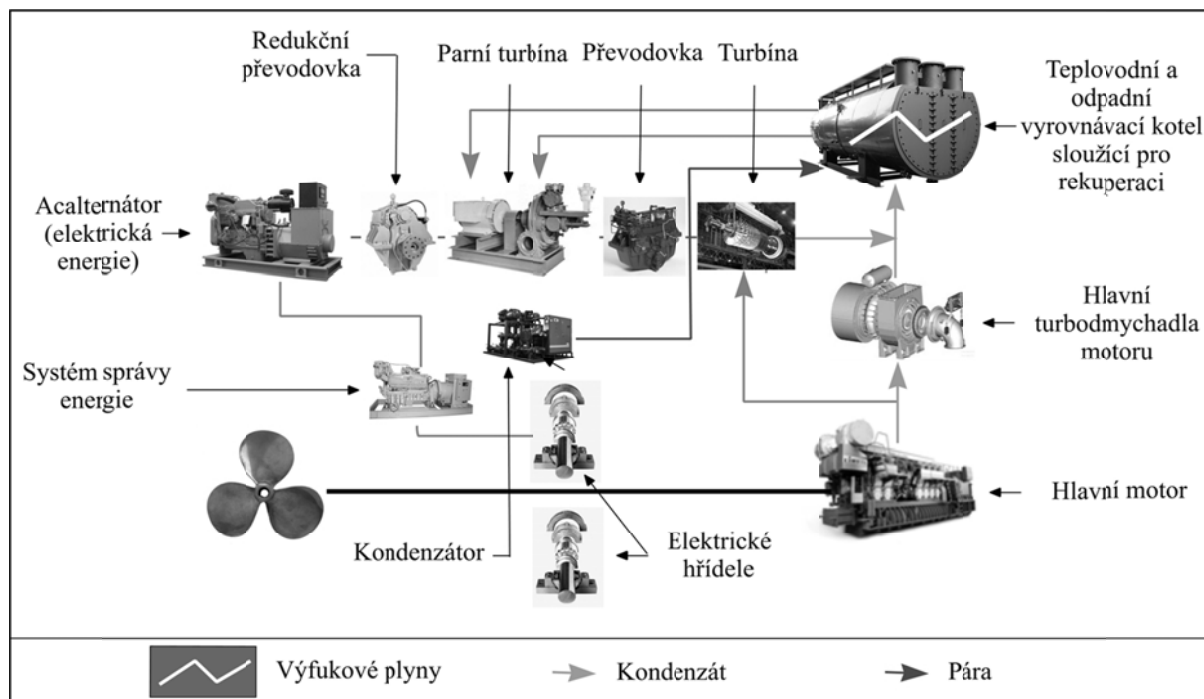 Redukční
převodovka
Parní turbína
Převodovka
Turbína
Teplovodní a
odpadní
vyrovnávací kotel
sloužící pro
rekuperaci
Acalternátor
(elektrická
energie)
Hlavní
turbodmychadla
motoru
Systém správy
energie
Hlavní motor
Kondenzátor
Elektrické
hřídele
Výfukové plyny
Kondenzát
Pára